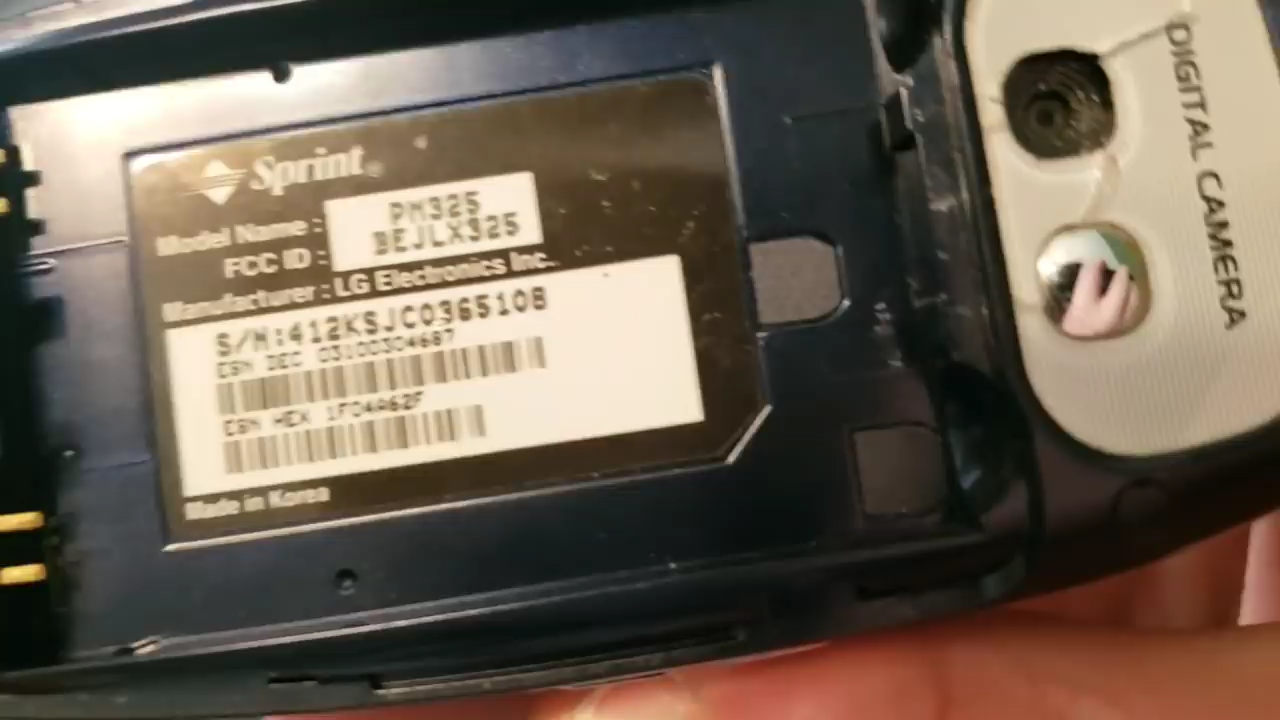 Sprint
Model Name : PM325
FCC ID : BEJLX325
Manufacturer : LG Electronics Inc.
S/N:412KSJC0365108
ESN DEC 03100304687
ESN HEX 1F04A62F
Made in Korea
DIGITAL CAMERA